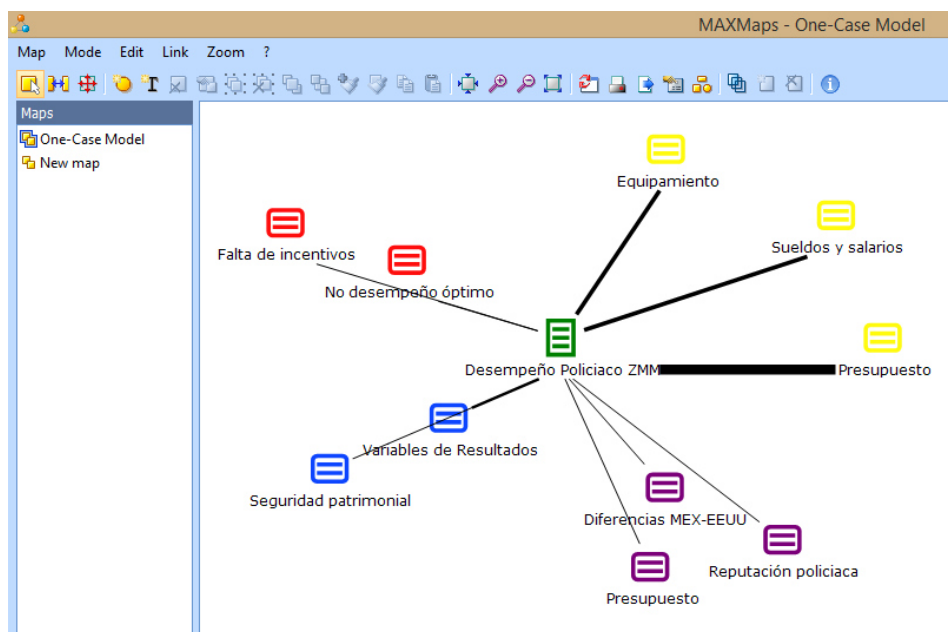 MAXMaps - One-Case Model
Map Mode Edit Link Zoom ?
Maps
One-Case Model
New map
Equipamiento
Sueldos y salarios
Falta de incentivos
No desempeño óptimo
Desempeño Policiaco ZMM
Presupuesto
Variables de Resultados
Seguridad patrimonial
Diferencias MEX-EEUU
Reputación policiaca
Presupuesto